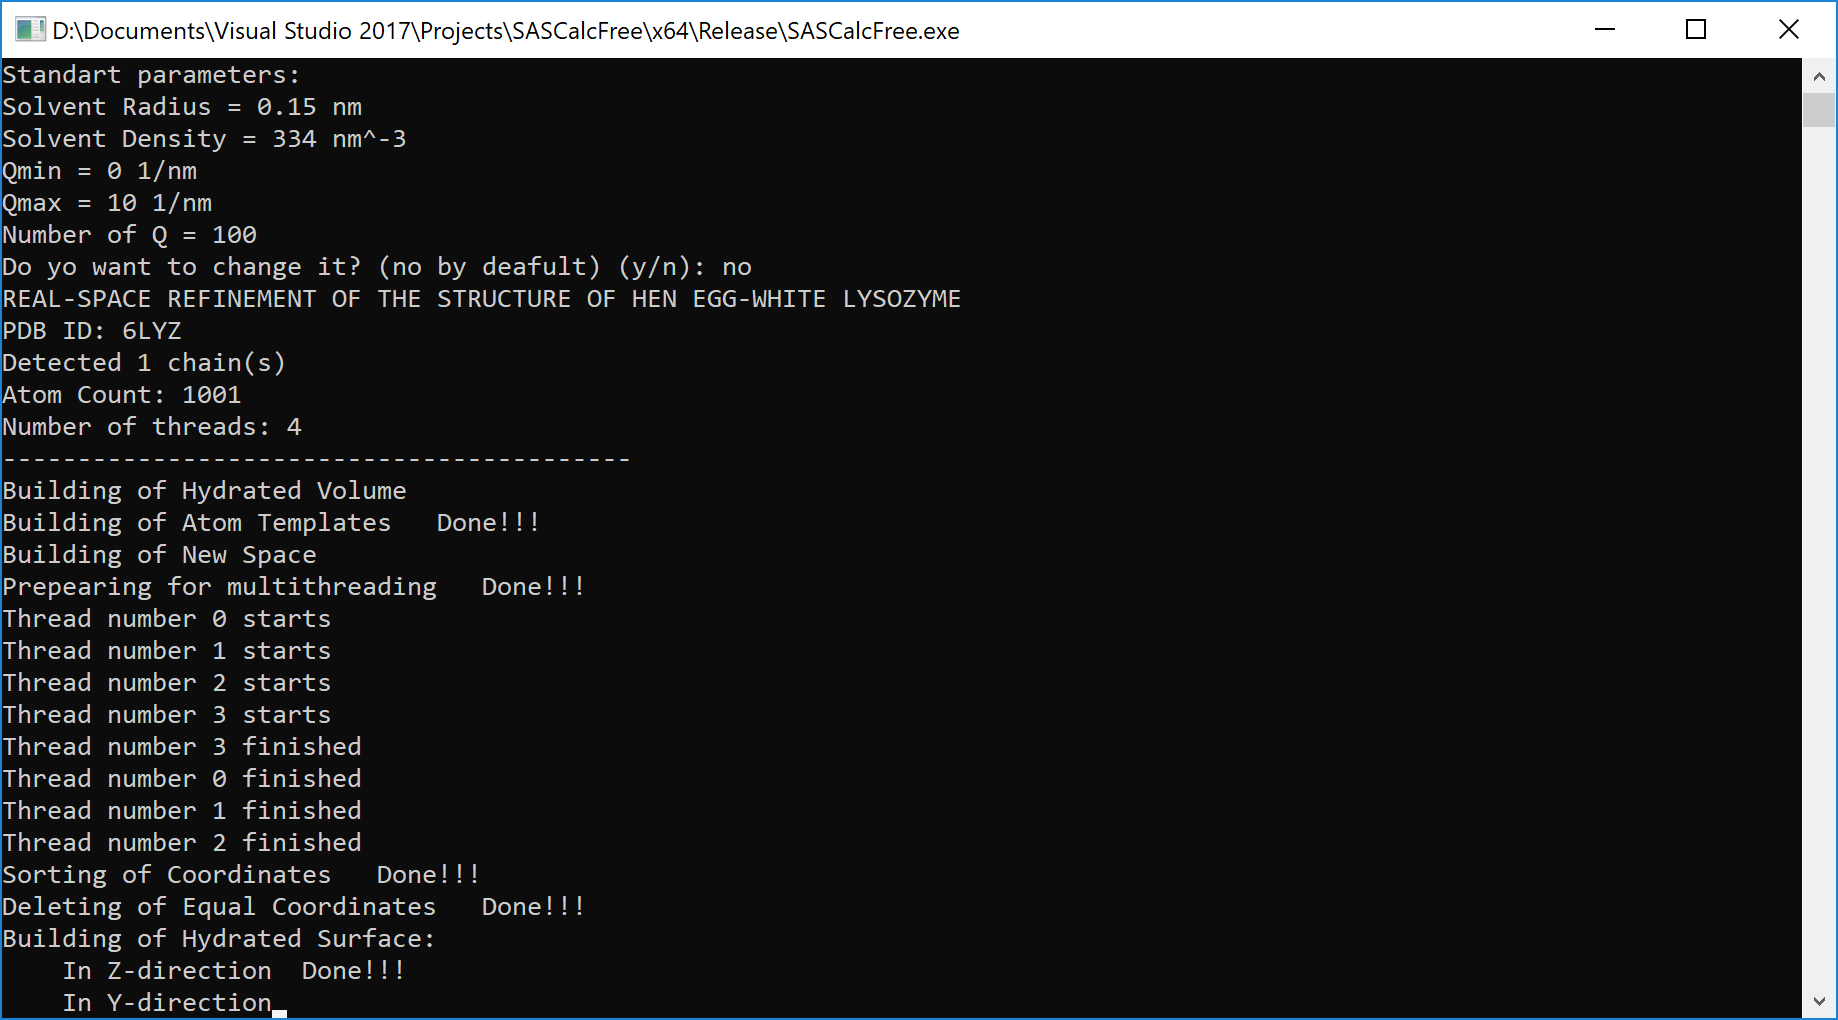 D:\Documents\Visual Studio 2017\Projects\SASCalcFree\x64\Release\SASCalcFree.exe
Standart parameters:
Solvent Radius = 0.15 nm
Solvent Density = 334 nm^-3
Qmin = 0 1/nm
Qmax = 10 1/nm
Number of Q = 100
Do yo want to change it? (no by deafult) (y/n): no
REAL-SPACE REFINEMENT OF THE STRUCTURE OF HEN EGG-WHITE LYSOZYME
PDB ID: 6LYZ
Detected 1 chain(s)
Atom Count: 1001
Number of threads: 4
------------------------------------------
Building of Hydrated Volume
Building of Atom Templates   Done!!!
Building of New Space
Prepearing for multithreading   Done!!!
Thread number 0 starts
Thread number 1 starts
Thread number 2 starts
Thread number 3 starts
Thread number 3 finished
Thread number 0 finished
Thread number 1 finished
Thread number 2 finished
Sorting of Coordinates   Done!!!
Deleting of Equal Coordinates   Done!!!
Building of Hydrated Surface:
    In Z-direction  Done!!!
    In Y-direction